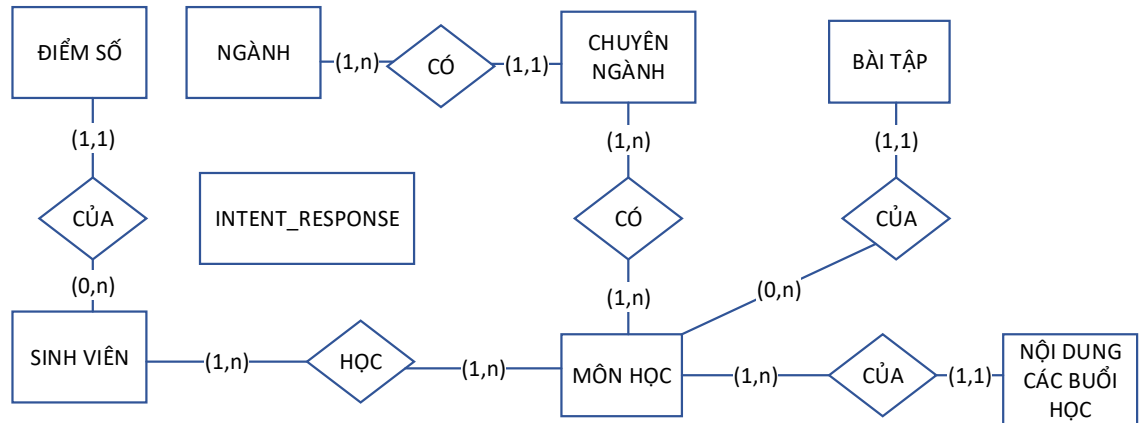 ĐIỂM SỐ
NGÀNH
(1,n)
CÓ
(1,1)
CHUYÊN
NGÀNH
BÀI TẬP
(1,1)
(1,n)
(1,1)
CỦA
INTENT_RESPONSE
CÓ
CỦA
(0,n)
(1,n)
(0,n)
SINH VIÊN
(1,n)
HỌC
(1,n)
MÔN HỌC
(1,n)
CỦA
(1,1)
NỘI DUNG
CÁC BUỔI
HỌC